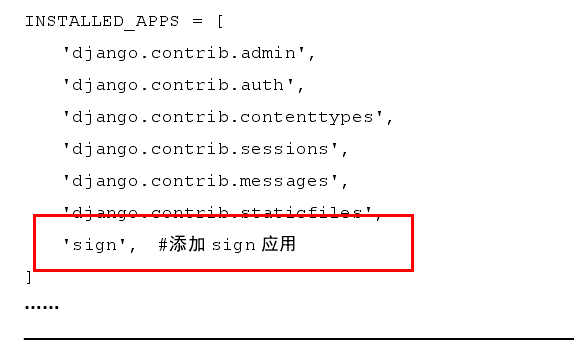 INSTALLED_APPS = [
'django.contrib.admin',
'django.contrib.auth',
'django.contrib.contenttypes',
'django.contrib.sessions',
'django.contrib.messages',
'django.contrib.staticfiles',
'sign', #添加 sign 应用
]
……